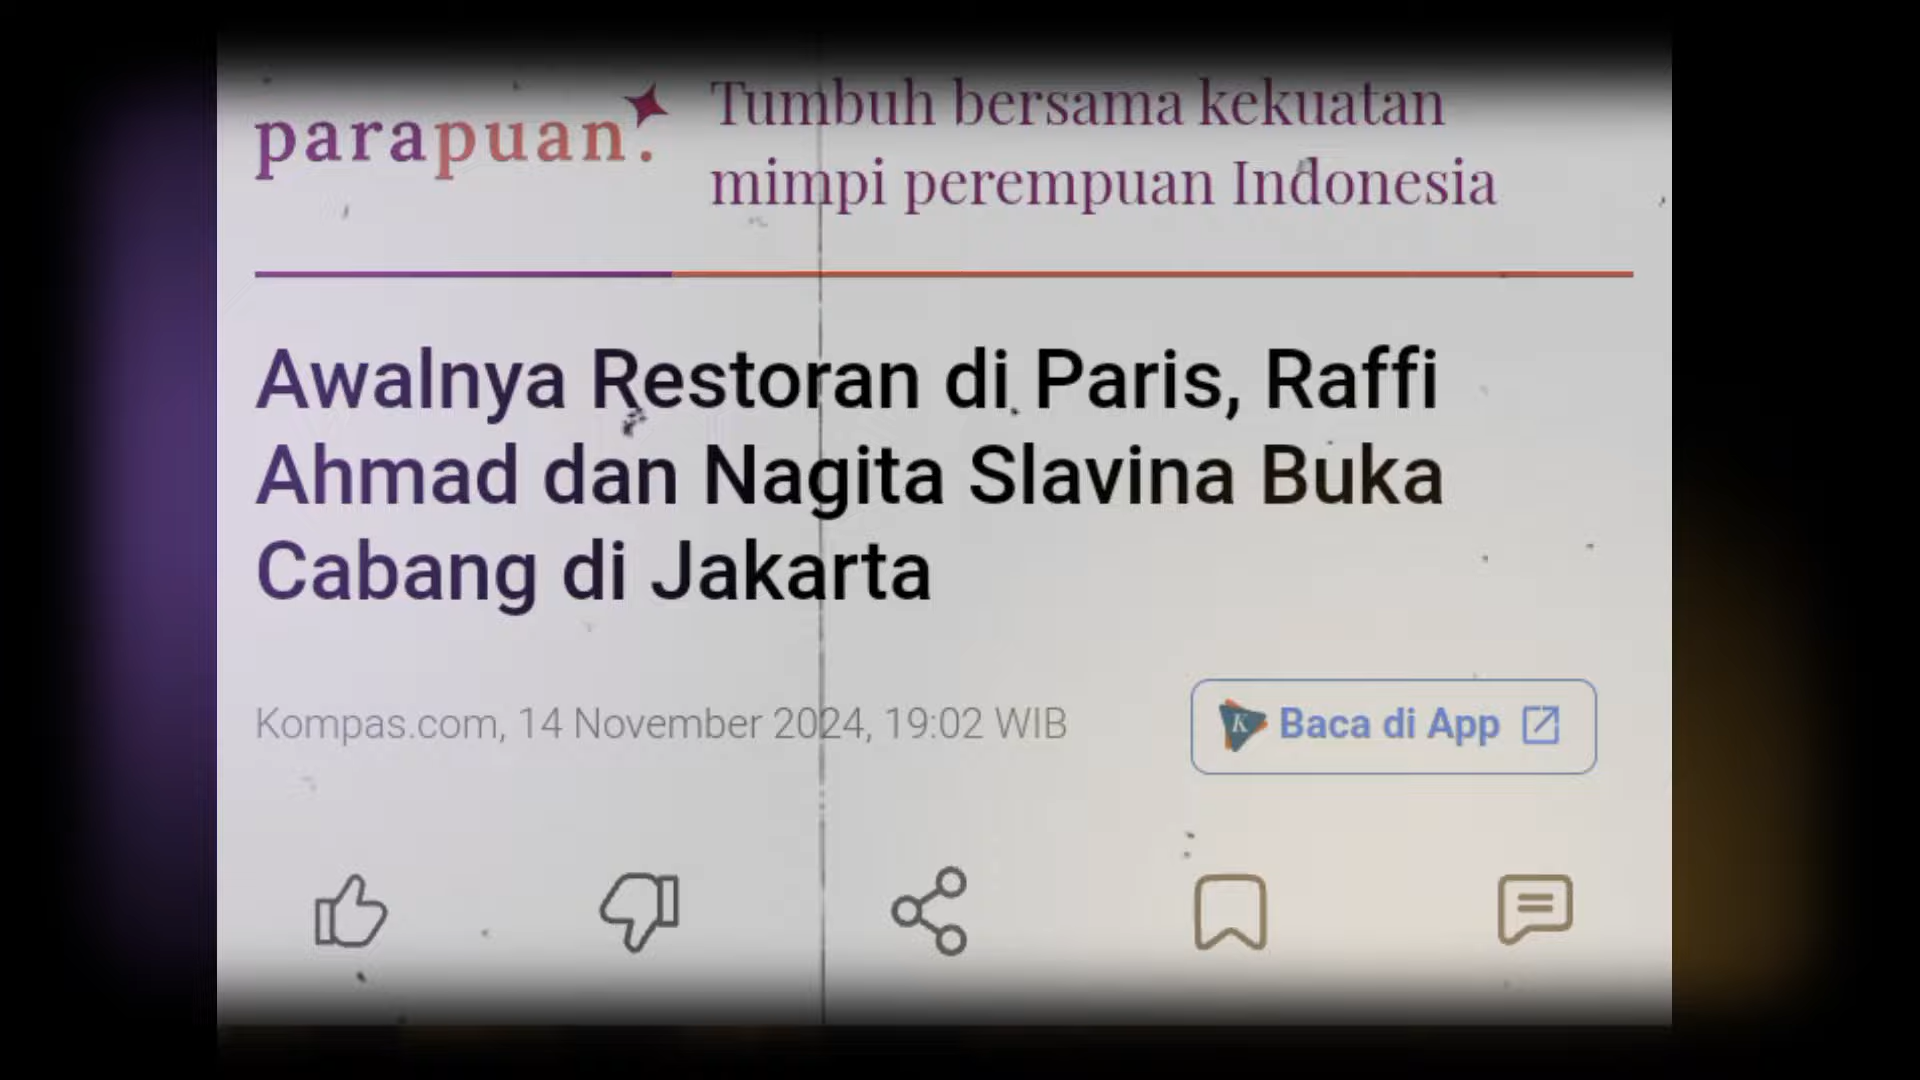 parapuan.
Tumbuh bersama kekuatan
mimpi perempuan Indonesia
Awalnya Restoran di Paris, Raffi
Ahmad dan Nagita Slavina Buka
Cabang di Jakarta
Kompas.com, 14 November 2024, 19:02 WIB
K Baca di App